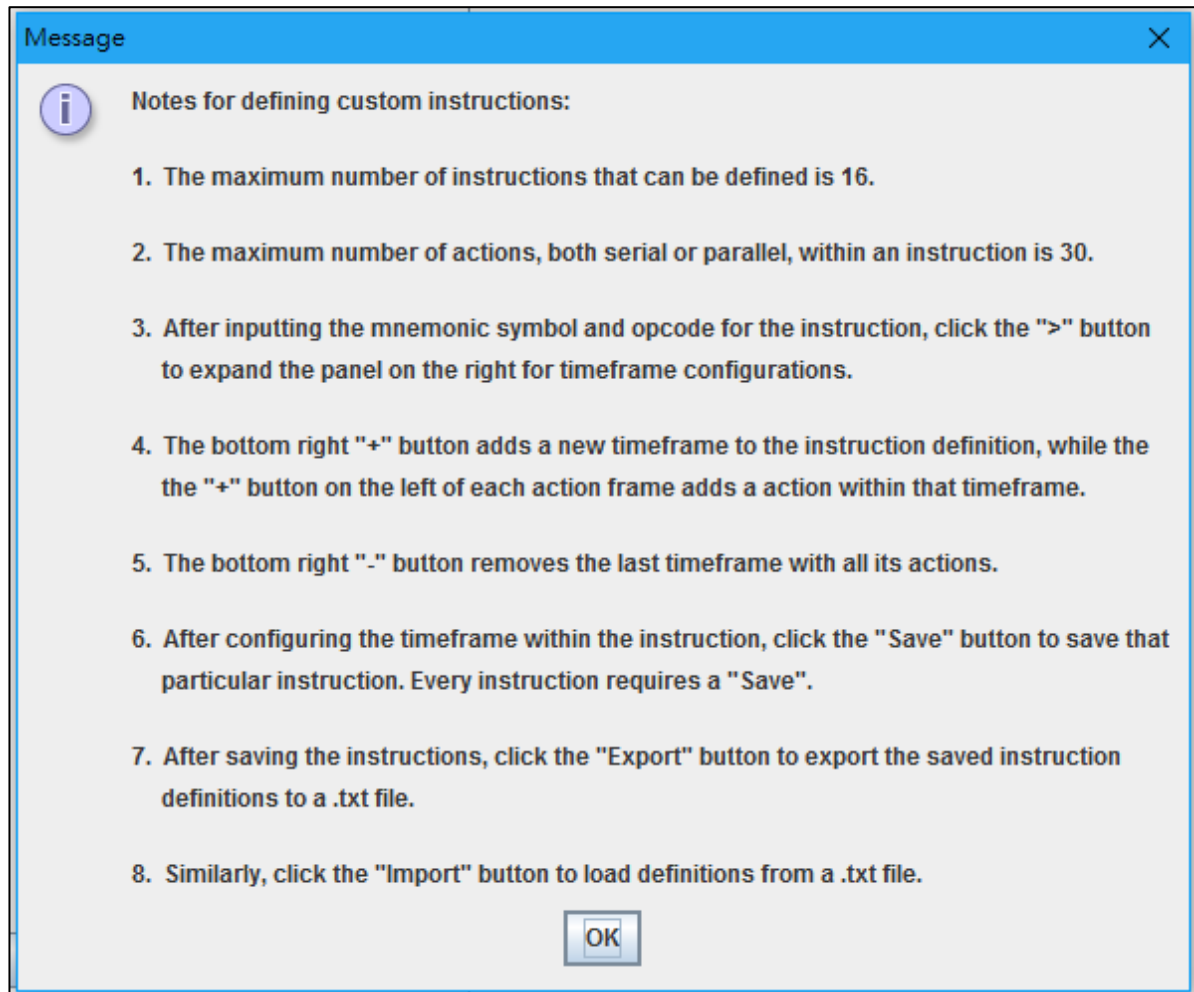 Message
Notes for defining custom instructions:
1. The maximum number of instructions that can be defined is 16.
2. The maximum number of actions, both serial or parallel, within an instruction is 30.
3. After inputting the mnemonic symbol and opcode for the instruction, click the ">" button
to expand the panel on the right for timeframe configurations.
4. The bottom right "+" button adds a new timeframe to the instruction definition, while the
the "+" button on the left of each action frame adds a action within that timeframe.
5. The bottom right "-" button removes the last timeframe with all its actions.
6. After configuring the timeframe within the instruction, click the "Save" button to save that
particular instruction. Every instruction requires a "Save".
7. After saving the instructions, click the "Export" button to export the saved instruction
definitions to a .txt file.
8. Similarly, click the "Import" button to load definitions from a .txt file.
OK